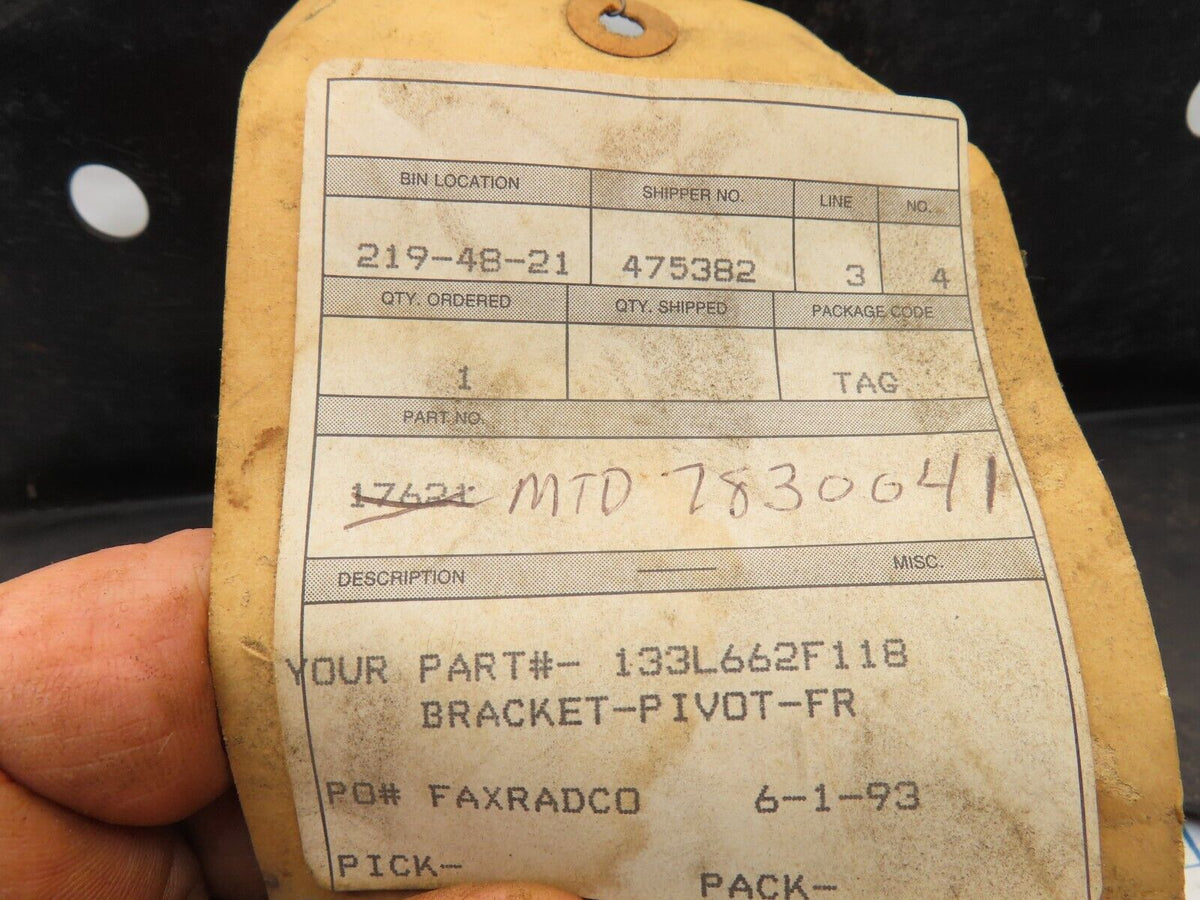 BIN LOCATION SHIPPER NO. LINE NO.
219-48-21 475382 3 4
QTY. ORDERED QTY. SHIPPED PACKAGE CODE
1 TAG
PART NO.
17621 MTD 7830041
DESCRIPTION MISC.
YOUR PART#- 133L662F118
BRACKET-PIVOT-FR
PO# FAXRADCO 6-1-93
PICK- PACK-